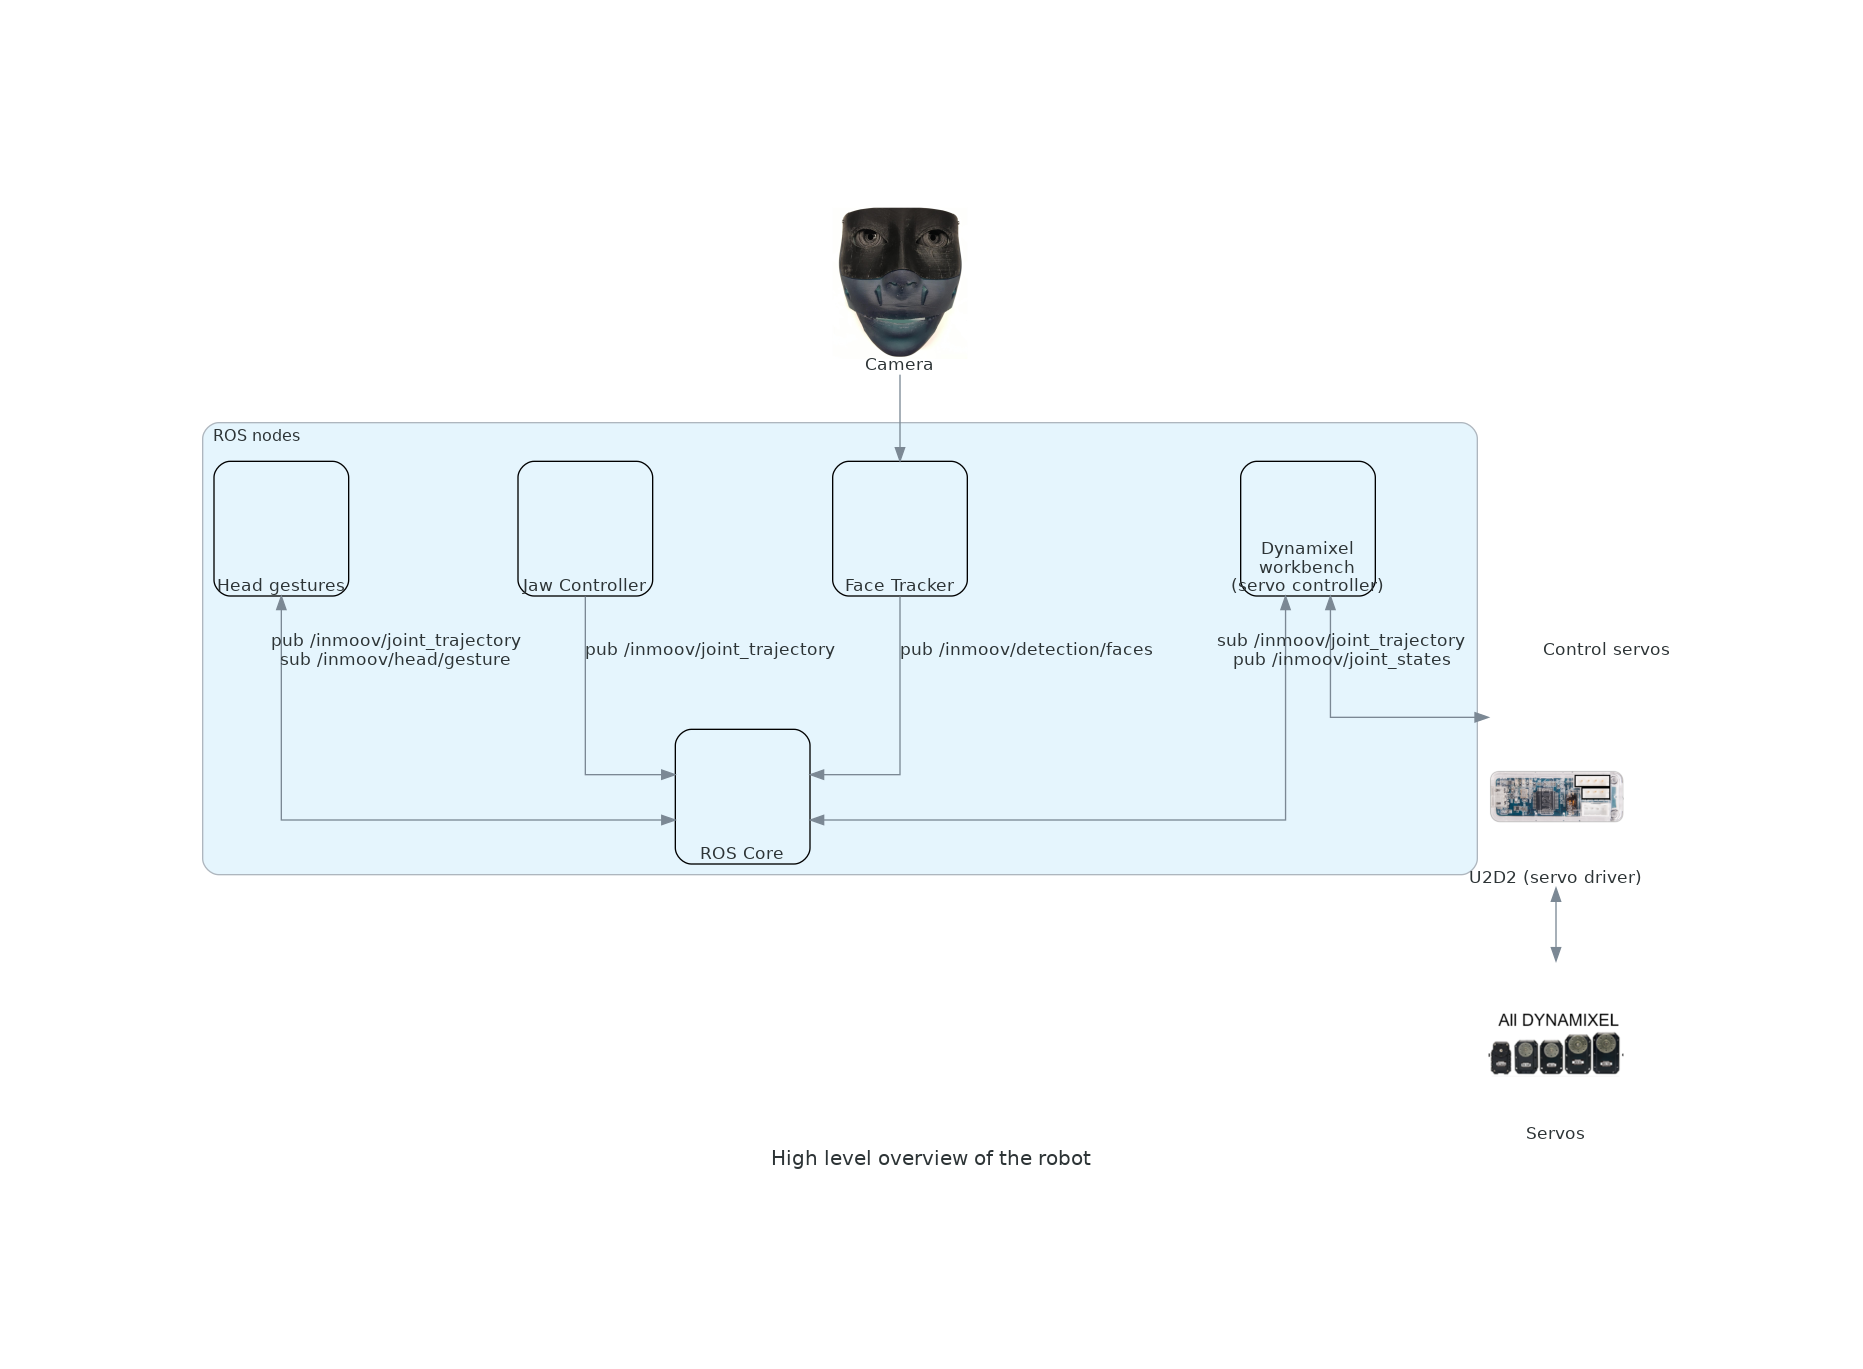 Camera
ROS nodes
Head gestures
Jaw Controller
Face Tracker
Dynamixel
workbench
(servo controller)
pub /inmoov/joint_trajectory
sub /inmoov/head/gesture
pub /inmoov/joint_trajectory
pub /inmoov/detection/faces
sub /inmoov/joint_trajectory
pub /inmoov/joint_states
Control servos
ROS Core
U2D2 (servo driver)
All DYNAMIXEL
Servos
High level overview of the robot